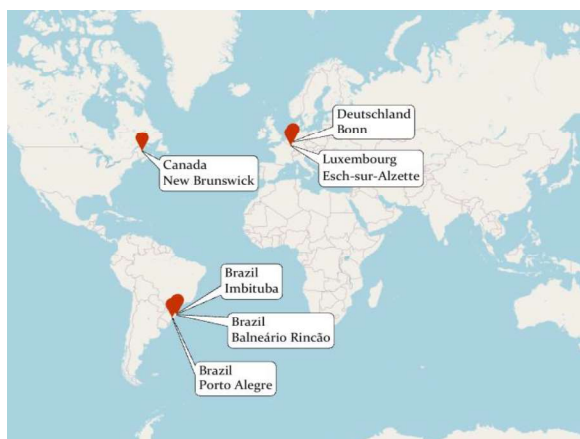 Deutschland
Bonn
Canada
New Brunswick
Luxembourg
Esch-sur-Alzette
Brazil
Imbituba
Brazil
Balneário Rincão
Brazil
Porto Alegre